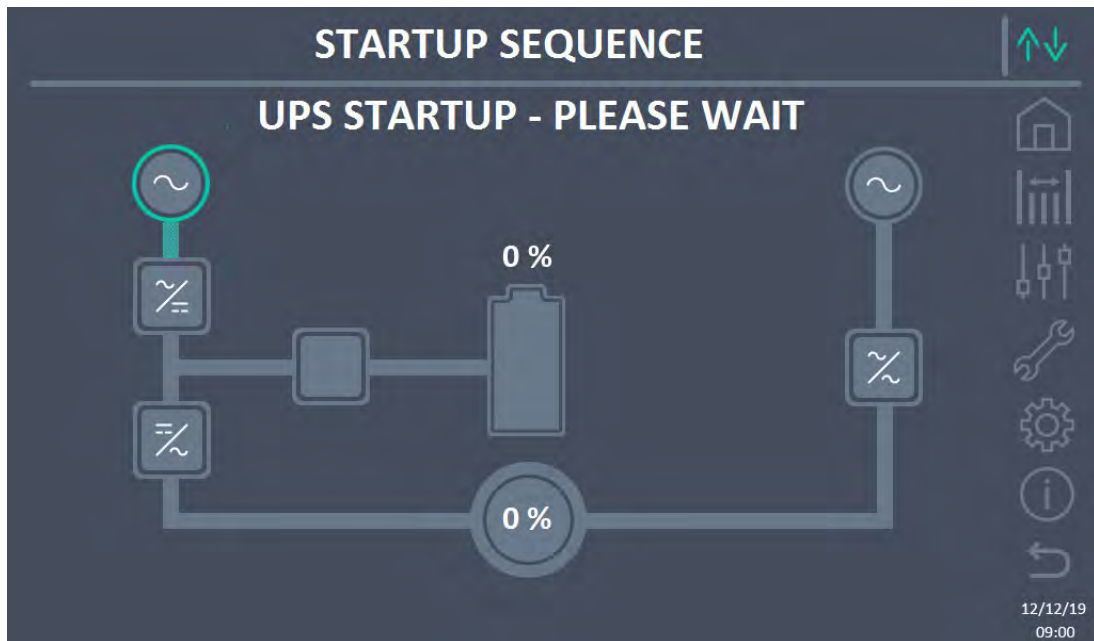 STARTUP SEQUENCE
UPS STARTUP - PLEASE WAIT
0 %
0 %
12/12/19
09:00